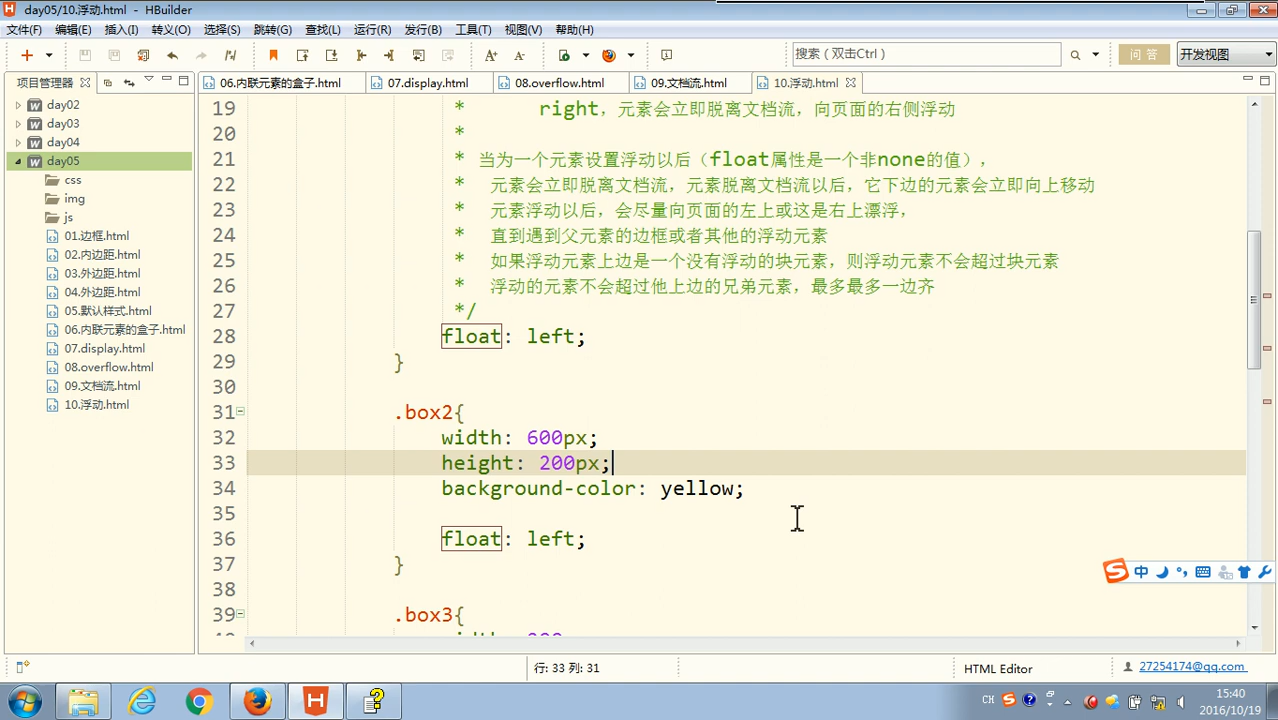 day05/10.浮动.html - HBuilder
文件(F) 编辑(E) 插入(I) 转义(O) 选择(S) 跳转(G) 查找(L) 运行(R) 发行(B) 工具(T) 视图(V) 帮助(H)
搜索（双击Ctrl） 问 答 开发视图
项目管理器 06.内联元素的盒子.html 07.display.html 08.overflow.html 09.文档流.html 10.浮动.html
day02
day03
day04
day05
css
img
js
01.边框.html
02.内边距.html
03.外边距.html
04.外边距.html
05.默认样式.html
06.内联元素的盒子.html
07.display.html
08.overflow.html
09.文档流.html
10.浮动.html
19 * right，元素会立即脱离文档流，向页面的右侧浮动
20 *
21 * 当为一个元素设置浮动以后（float属性是一个非none的值），
22 * 元素会立即脱离文档流，元素脱离文档流以后，它下边的元素会立即向上移动
23 * 元素浮动以后，会尽量向页面的左上或这是右上漂浮，
24 * 直到遇到父元素的边框或者其他的浮动元素
25 * 如果浮动元素上边是一个没有浮动的块元素，则浮动元素不会超过块元素
26 * 浮动的元素不会超过他上边的兄弟元素，最多最多一边齐
27 */
28 float: left;
29 }
30
31 .box2{
32 width: 600px;
33 height: 200px;
34 background-color: yellow;
35
36 float: left;
37 }
38
39 .box3{
中
行: 33 列: 31 HTML Editor 27254174@qq.com
CH 15:40
2016/10/19